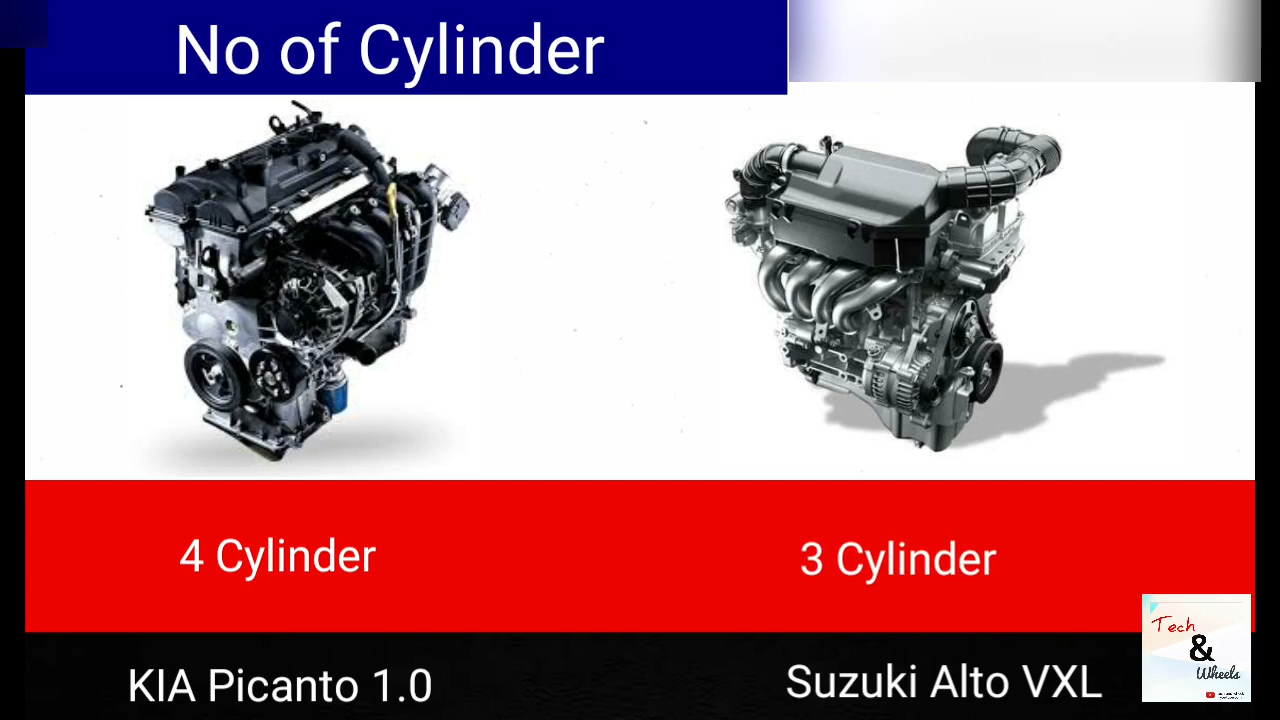 No of Cylinder
4 Cylinder
3 Cylinder
KIA Picanto 1.0
Suzuki Alto VXL
Tech
&
Wheels